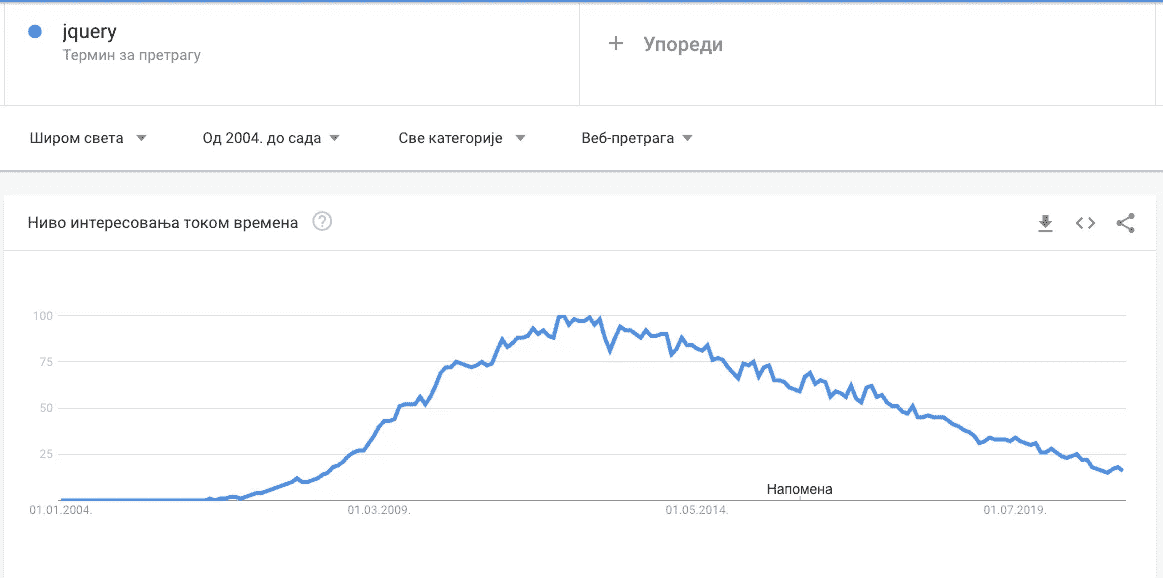 jquery
Термин за претрагу
+ Упореди
Широм света
Од 2004. до сада
Све категорије
Веб-претрага
Ниво интересовања током времена
100
75
50
25
Напомена
01.01.2004.
01.03.2009.
01.05.2014.
01.07.2019.